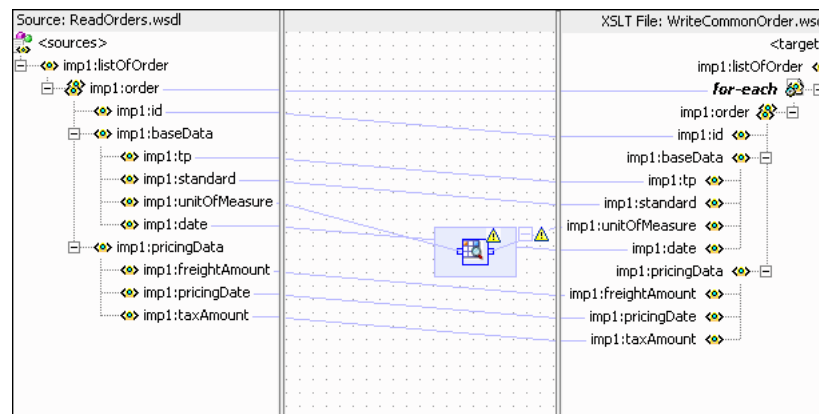 Source: ReadOrders.wsdl
XSLT File: WriteCommonOrder.wsd
<sources>
<target
imp1:listOfOrder
imp1:listOfOrder
imp1:order
for-each
imp1:id
imp1:order
imp1:baseData
imp1:id
imp1:tp
imp1:baseData
imp1:standard
imp1:tp
imp1:unitOfMeasure
imp1:standard
imp1:date
imp1:unitOfMeasure
imp1:pricingData
imp1:date
imp1:freightAmount
imp1:pricingData
imp1:pricingDate
imp1:freightAmount
imp1:taxAmount
imp1:pricingDate
imp1:taxAmount